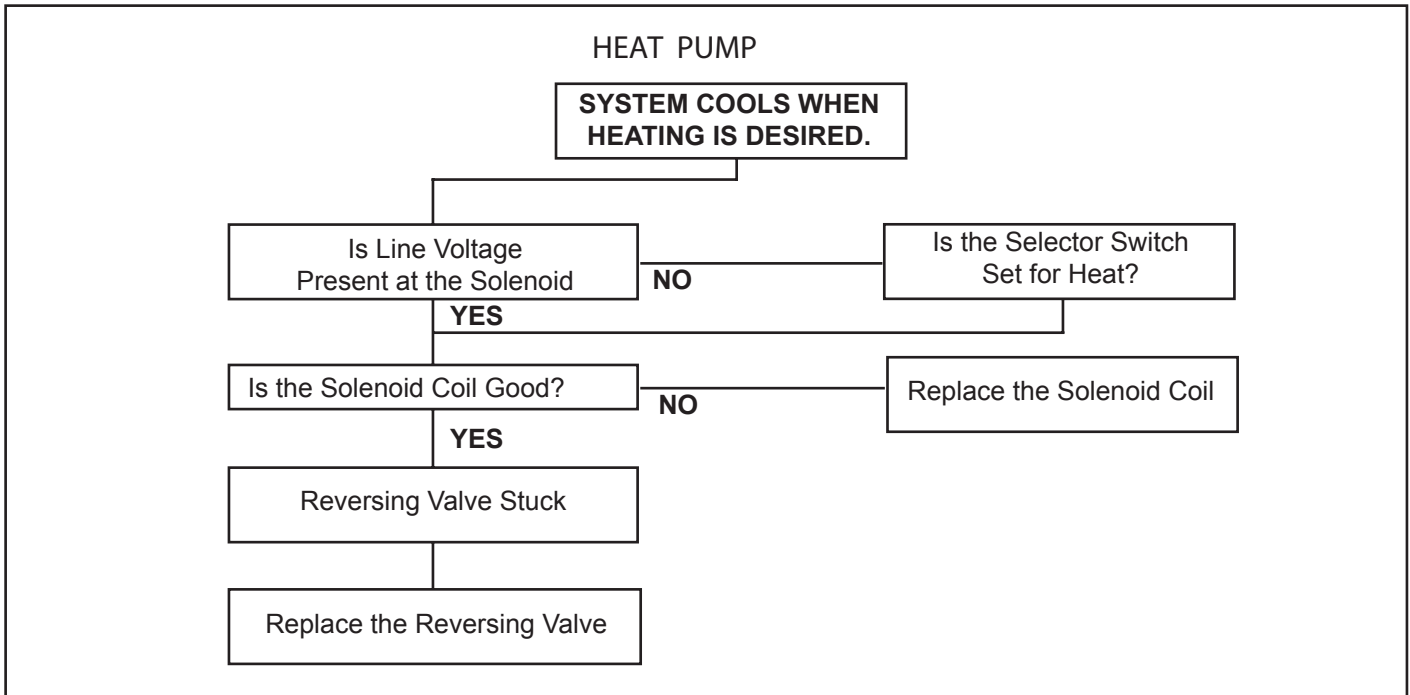 HEAT PUMP
SYSTEM COOLS WHEN
HEATING IS DESIRED.
Is Line Voltage
Present at the Solenoid
NO
Is the Selector Switch
Set for Heat?
YES
Is the Solenoid Coil Good?
NO
Replace the Solenoid Coil
YES
Reversing Valve Stuck
Replace the Reversing Valve